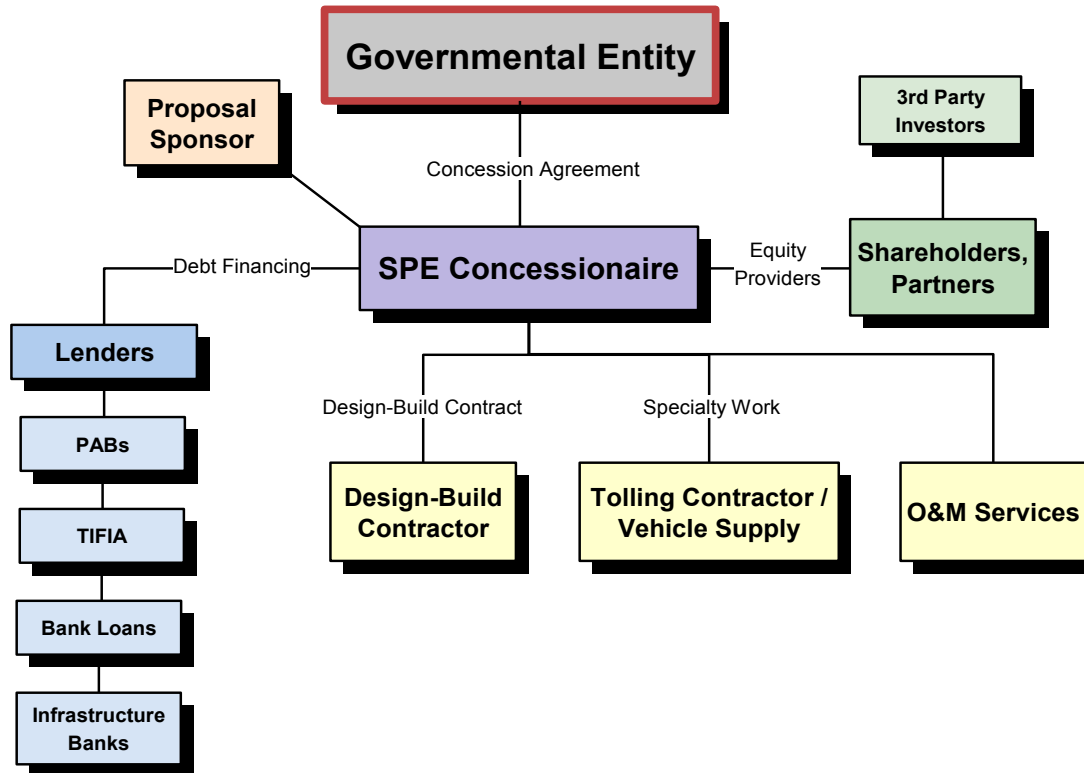 Governmental Entity
Proposal
Sponsor
3rd Party
Investors
Concession Agreement
Debt Financing
SPE Concessionaire
Equity
Providers
Shareholders,
Partners
Lenders
PABs
TIFIA
Bank Loans
Infrastructure
Banks
Design-Build Contract
Specialty Work
Design-Build
Contractor
Tolling Contractor /
Vehicle Supply
O&M Services